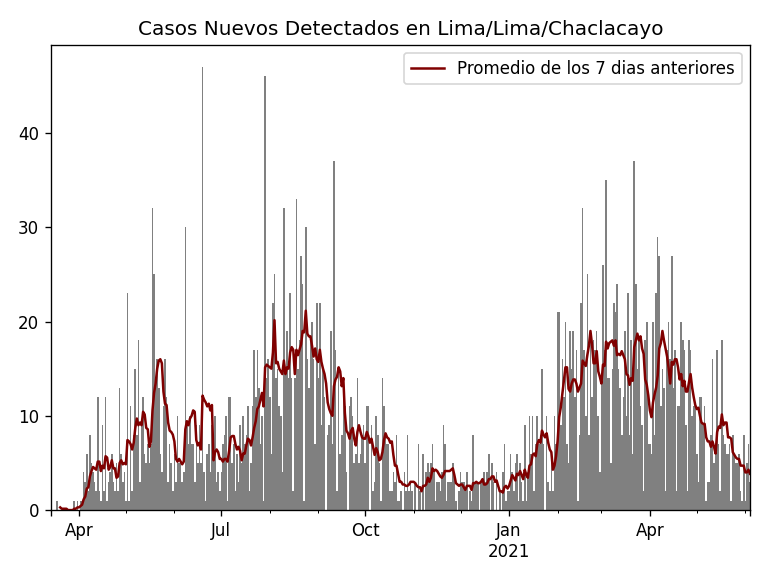 Casos Nuevos Detectados en Lima/Lima/Chaclacayo
Promedio de los 7 dias anteriores
40
30
20
10
0
Apr Jul Oct Jan Apr
2021